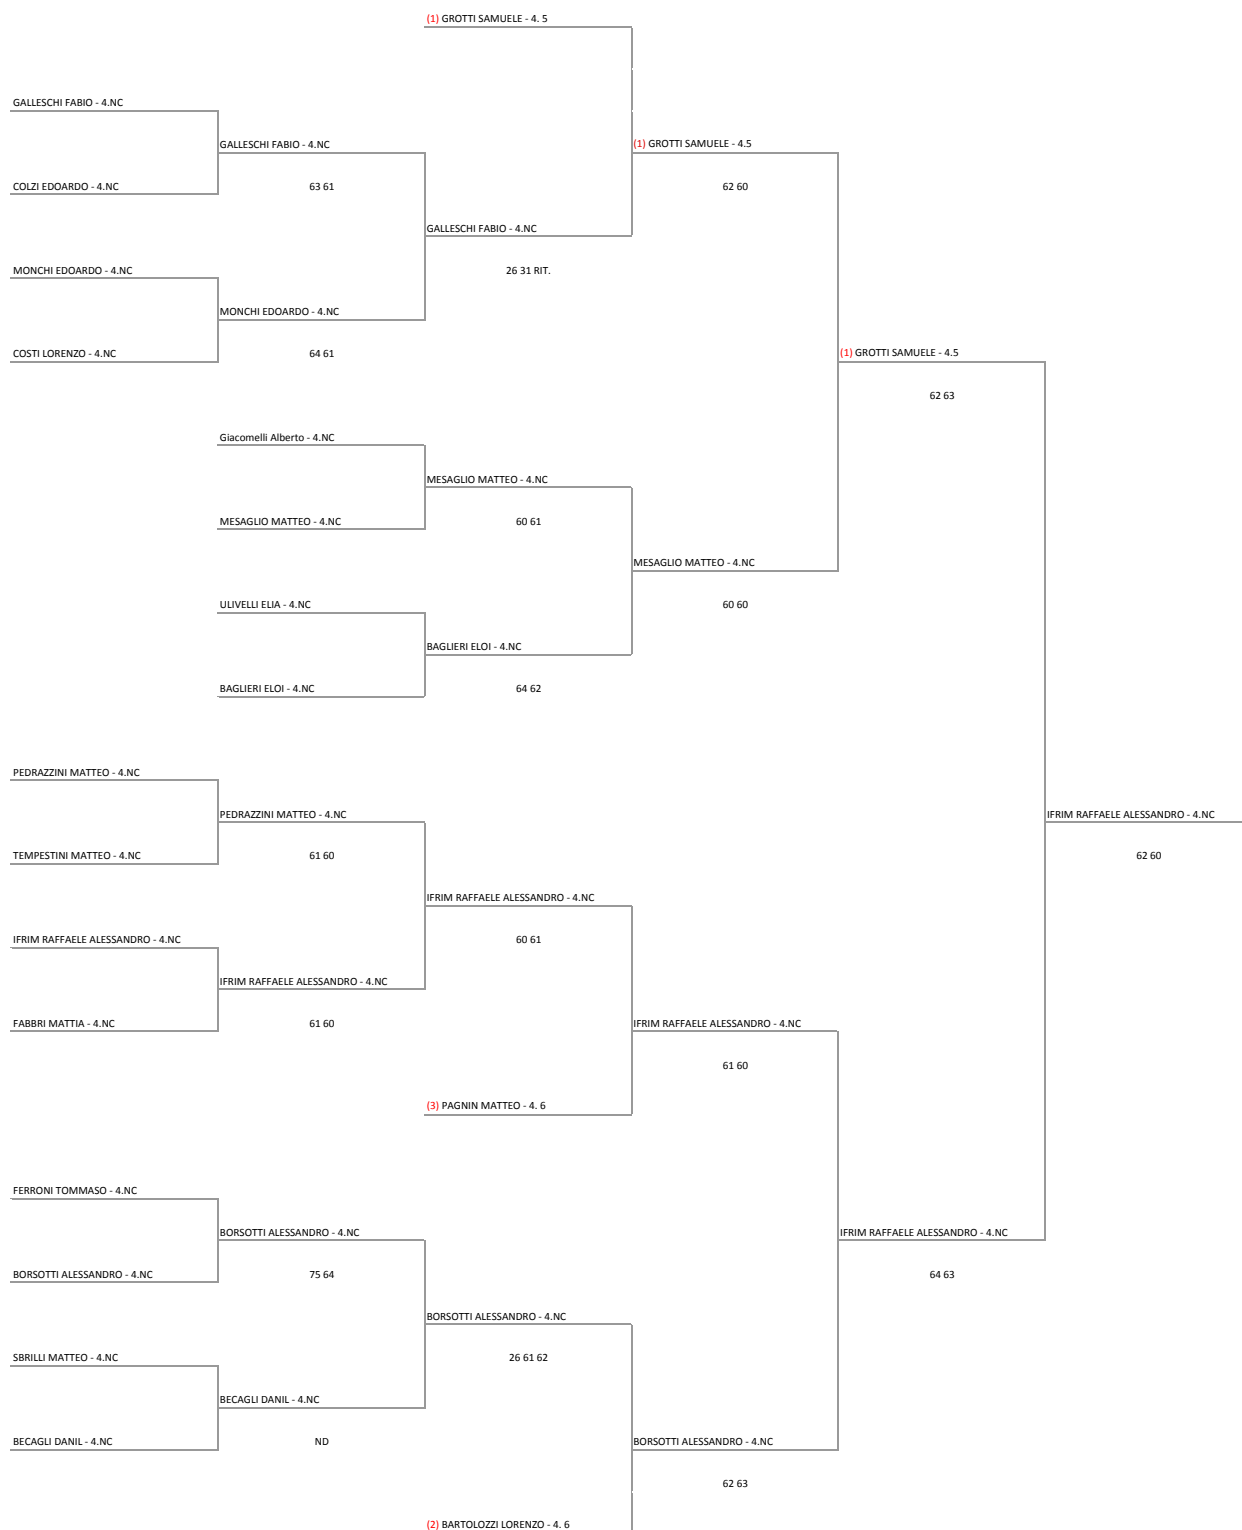 (1) GROTTI SAMUELE - 4. 5
GALLESCHI FABIO - 4.NC
GALLESCHI FABIO - 4.NC
(1) GROTTI SAMUELE - 4.5
COLZI EDOARDO - 4.NC
63 61
62 60
GALLESCHI FABIO - 4.NC
MONCHI EDOARDO - 4.NC
26 31 RIT.
MONCHI EDOARDO - 4.NC
COSTI LORENZO - 4.NC
64 61
(1) GROTTI SAMUELE - 4.5
62 63
Giacomelli Alberto - 4.NC
MESAGLIO MATTEO - 4.NC
MESAGLIO MATTEO - 4.NC
60 61
MESAGLIO MATTEO - 4.NC
ULIVELLI ELIA - 4.NC
60 60
BAGLIERI ELOI - 4.NC
BAGLIERI ELOI - 4.NC
64 62
PEDRAZZINI MATTEO - 4.NC
PEDRAZZINI MATTEO - 4.NC
IFRIM RAFFAELE ALESSANDRO - 4.NC
TEMPESTINI MATTEO - 4.NC
61 60
62 60
IFRIM RAFFAELE ALESSANDRO - 4.NC
IFRIM RAFFAELE ALESSANDRO - 4.NC
60 61
IFRIM RAFFAELE ALESSANDRO - 4.NC
FABBRI MATTIA - 4.NC
61 60
IFRIM RAFFAELE ALESSANDRO - 4.NC
61 60
(3) PAGNIN MATTEO - 4. 6
FERRONI TOMMASO - 4.NC
BORSOTTI ALESSANDRO - 4.NC
IFRIM RAFFAELE ALESSANDRO - 4.NC
BORSOTTI ALESSANDRO - 4.NC
75 64
64 63
BORSOTTI ALESSANDRO - 4.NC
SBRILLI MATTEO - 4.NC
26 61 62
BECAGLI DANIL - 4.NC
BECAGLI DANIL - 4.NC
ND
BORSOTTI ALESSANDRO - 4.NC
62 63
(2) BARTOLOZZI LORENZO - 4. 6